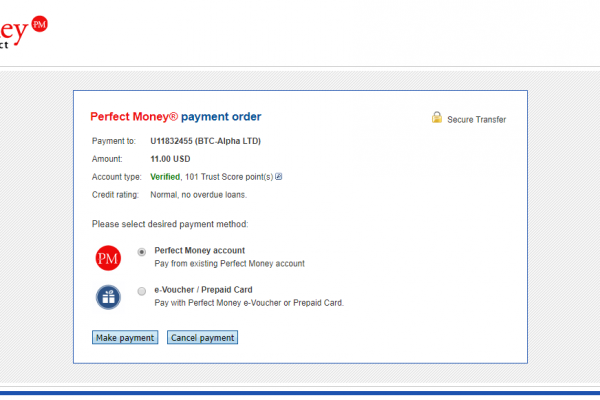 ey PM
ct
Perfect Money® payment order
Secure Transfer
Payment to: U11832455 (BTC-Alpha LTD)
Amount: 11.00 USD
Account type: Verified, 101 Trust Score point(s)
Credit rating: Normal, no overdue loans.
Please select desired payment method:
PM
Perfect Money account
Pay from existing Perfect Money account
e-Voucher / Prepaid Card
Pay with Perfect Money e-Voucher or Prepaid Card.
Make payment Cancel payment